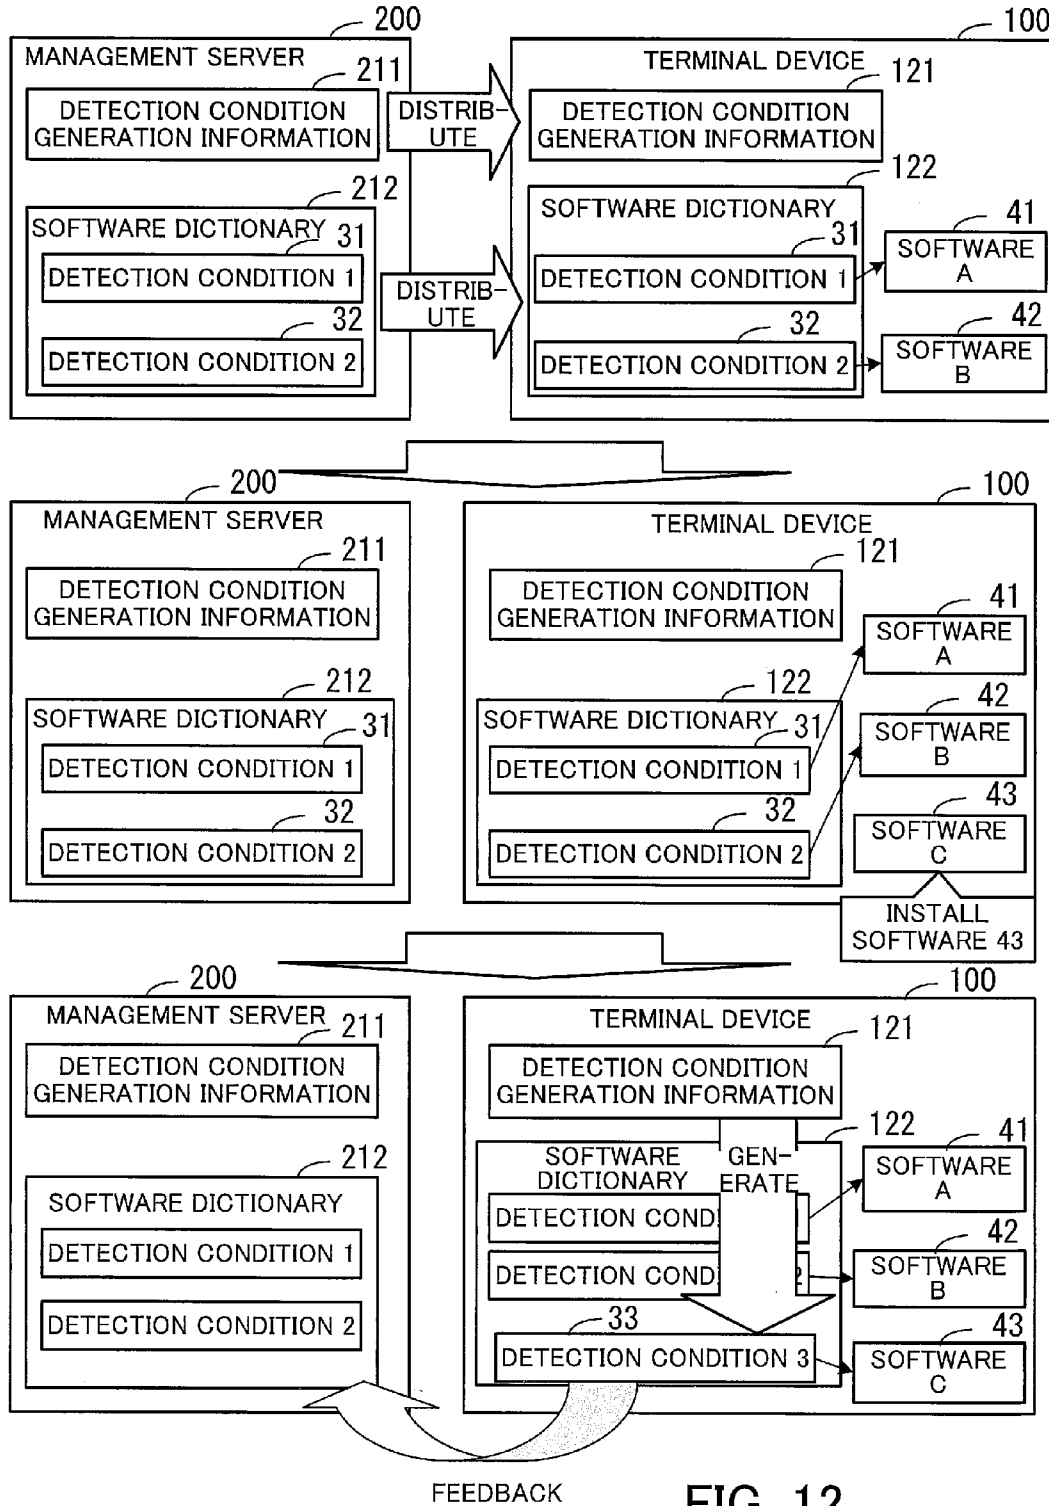 200
MANAGEMENT SERVER
211
DETECTION CONDITION
GENERATION INFORMATION
212
SOFTWARE DICTIONARY
31
DETECTION CONDITION 1
32
DETECTION CONDITION 2
DISTRIB-
UTE
DISTRIB-
UTE
100
TERMINAL DEVICE
121
DETECTION CONDITION
GENERATION INFORMATION
122
SOFTWARE DICTIONARY
31
DETECTION CONDITION 1
32
DETECTION CONDITION 2
41
SOFTWARE
A
42
SOFTWARE
B
200
MANAGEMENT SERVER
211
DETECTION CONDITION
GENERATION INFORMATION
212
SOFTWARE DICTIONARY
31
DETECTION CONDITION 1
32
DETECTION CONDITION 2
100
TERMINAL DEVICE
121
DETECTION CONDITION
GENERATION INFORMATION
122
SOFTWARE DICTIONARY
31
DETECTION CONDITION 1
32
DETECTION CONDITION 2
41
SOFTWARE
A
42
SOFTWARE
B
43
SOFTWARE
C
INSTALL
SOFTWARE 43
200
MANAGEMENT SERVER
211
DETECTION CONDITION
GENERATION INFORMATION
212
SOFTWARE DICTIONARY
DETECTION CONDITION 1
DETECTION CONDITION 2
100
TERMINAL DEVICE
121
DETECTION CONDITION
GENERATION INFORMATION
122
SOFTWARE
DICTIONARY
GEN-
ERATE
DETECTION COND 1
DETECTION COND 2
33
DETECTION CONDITION 3
41
SOFTWARE
A
42
SOFTWARE
B
43
SOFTWARE
C
FEEDBACK
FIG. 12